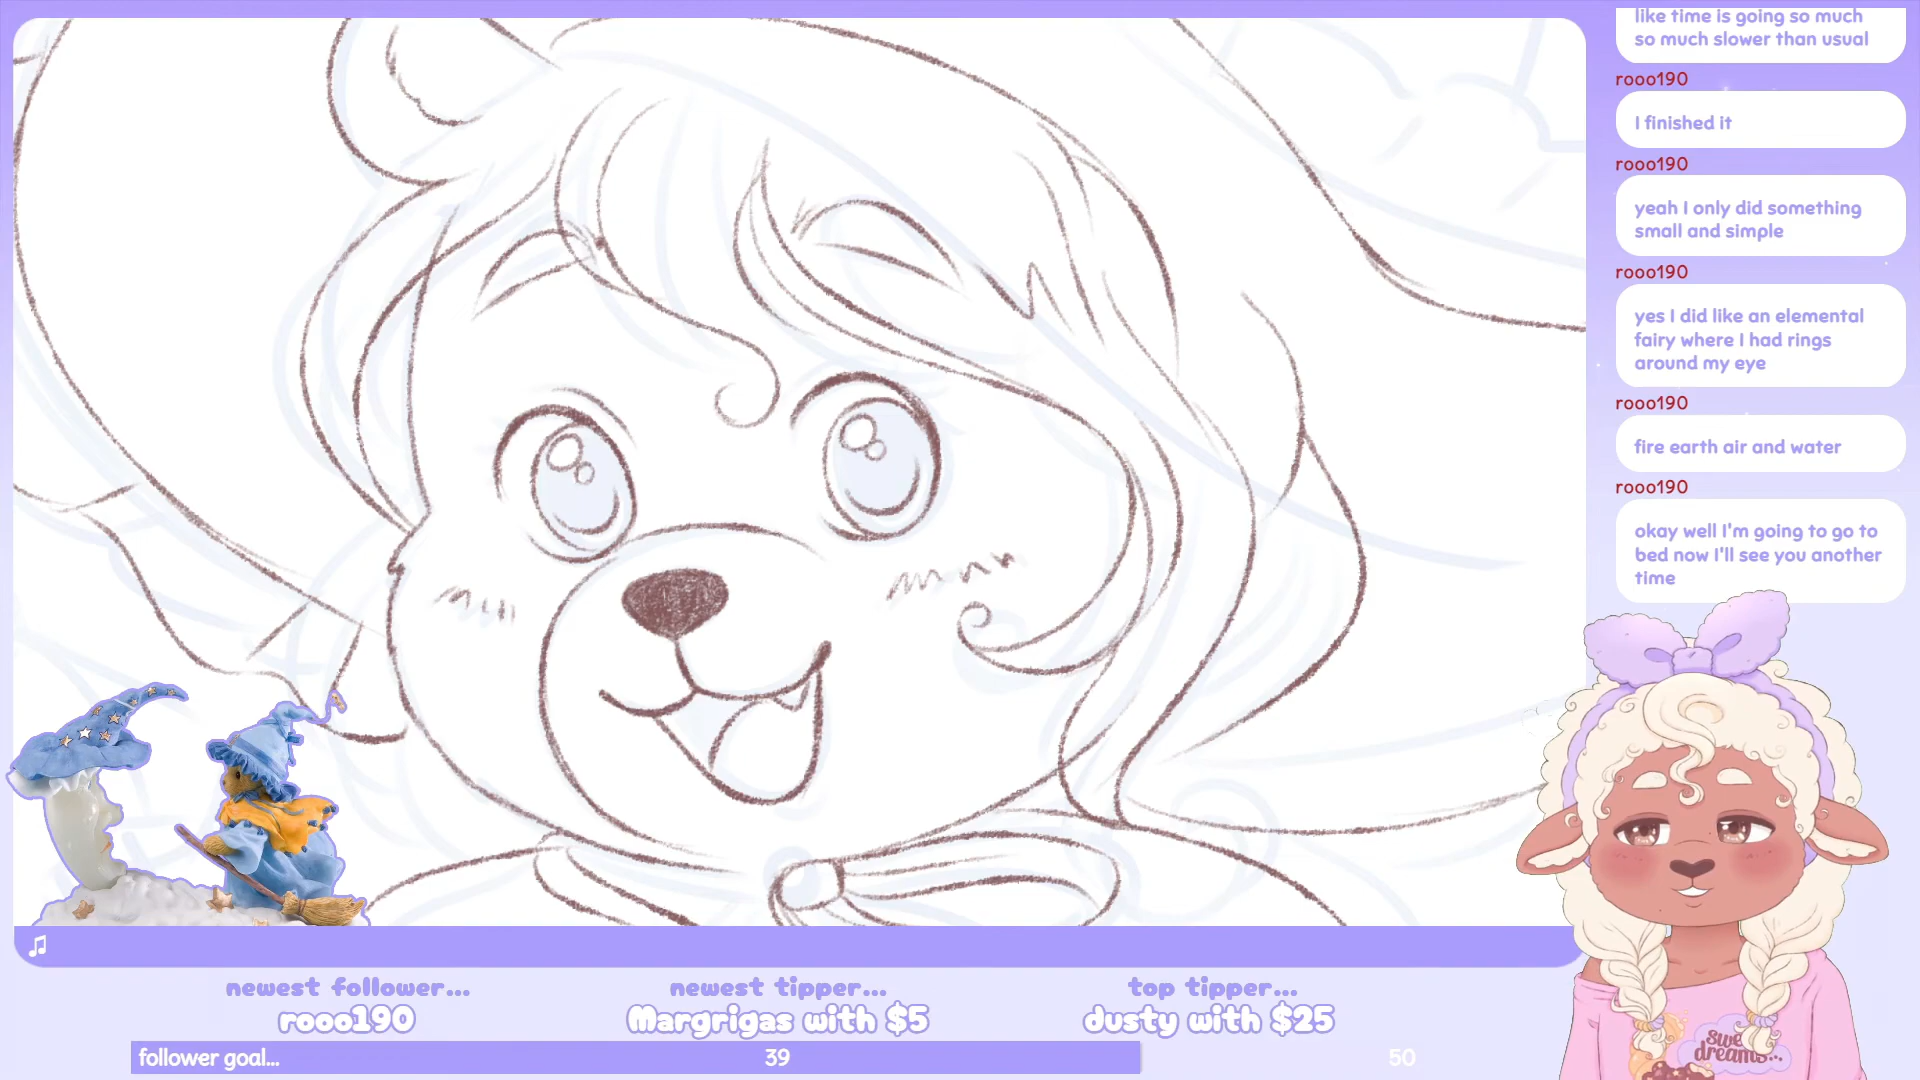 like time is going so much
so much slower than usual
rooo190
I finished it
rooo190
yeah I only did something
small and simple
rooo190
yes I did like an elemental
fairy where I had rings
around my eye
rooo190
fire earth air and water
rooo190
okay well I'm going to go to
bed now I'll see you another
time
sweet
dreams...
newest follower...
rooo190
newest tipper...
Margrigas with $5
top tipper...
dusty with $25
follower goal...
39
50